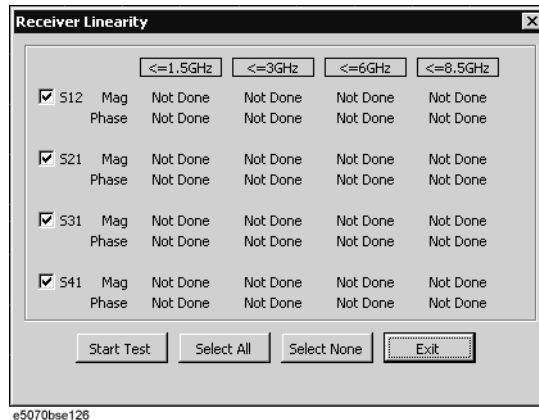 Receiver Linearity
<=1.5GHz <=3GHz <=6GHz <=8.5GHz
S12 Mag Not Done Not Done Not Done Not Done
Phase Not Done Not Done Not Done Not Done
S21 Mag Not Done Not Done Not Done Not Done
Phase Not Done Not Done Not Done Not Done
S31 Mag Not Done Not Done Not Done Not Done
Phase Not Done Not Done Not Done Not Done
S41 Mag Not Done Not Done Not Done Not Done
Phase Not Done Not Done Not Done Not Done
Start Test Select All Select None Exit
e5070bse126